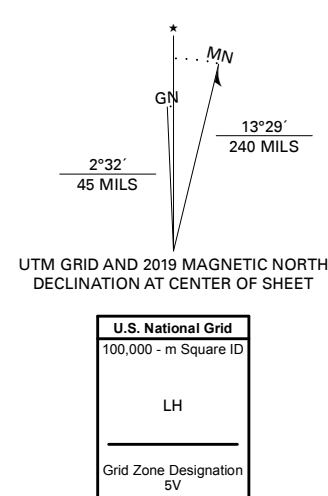 ★
MN
GN
13°29´
240 MILS
2°32´
45 MILS
UTM GRID AND 2019 MAGNETIC NORTH
DECLINATION AT CENTER OF SHEET
U.S. National Grid
100,000 - m Square ID
LH
Grid Zone Designation
5V